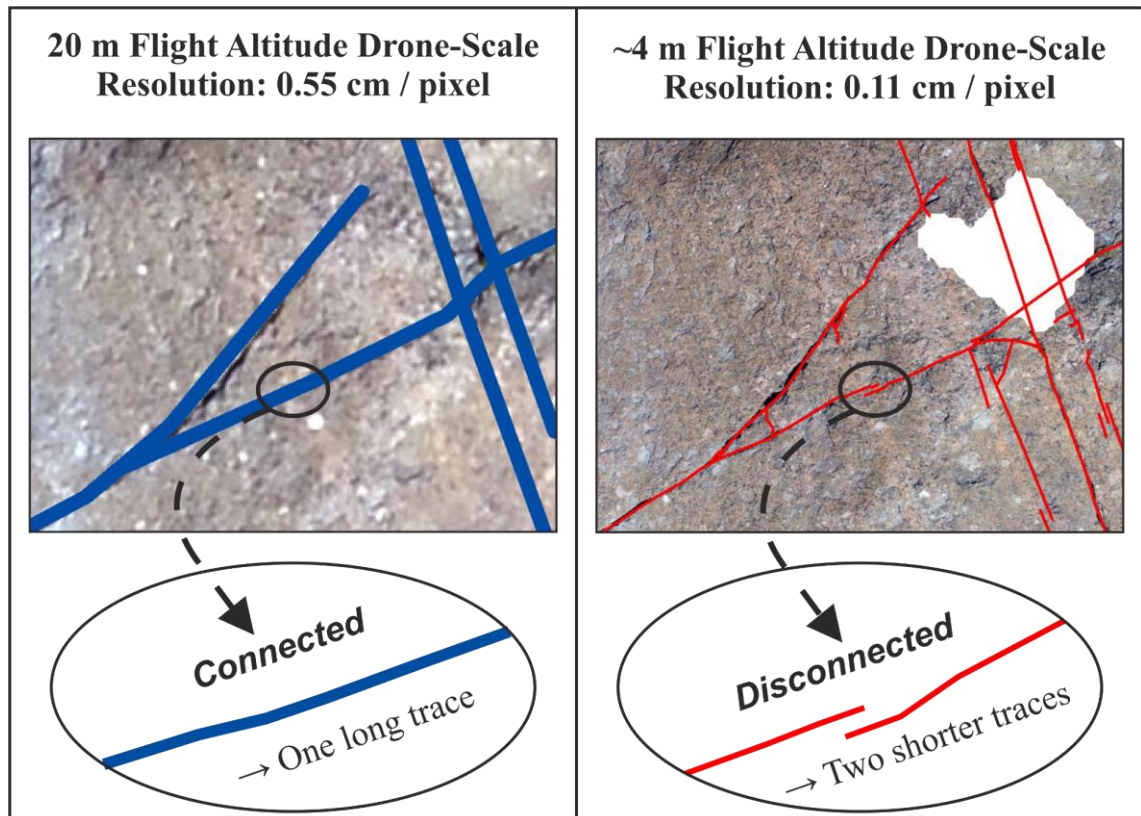 20 m Flight Altitude Drone-Scale
Resolution: 0.55 cm / pixel
Connected
→ One long trace
~4 m Flight Altitude Drone-Scale
Resolution: 0.11 cm / pixel
Disconnected
→ Two shorter traces